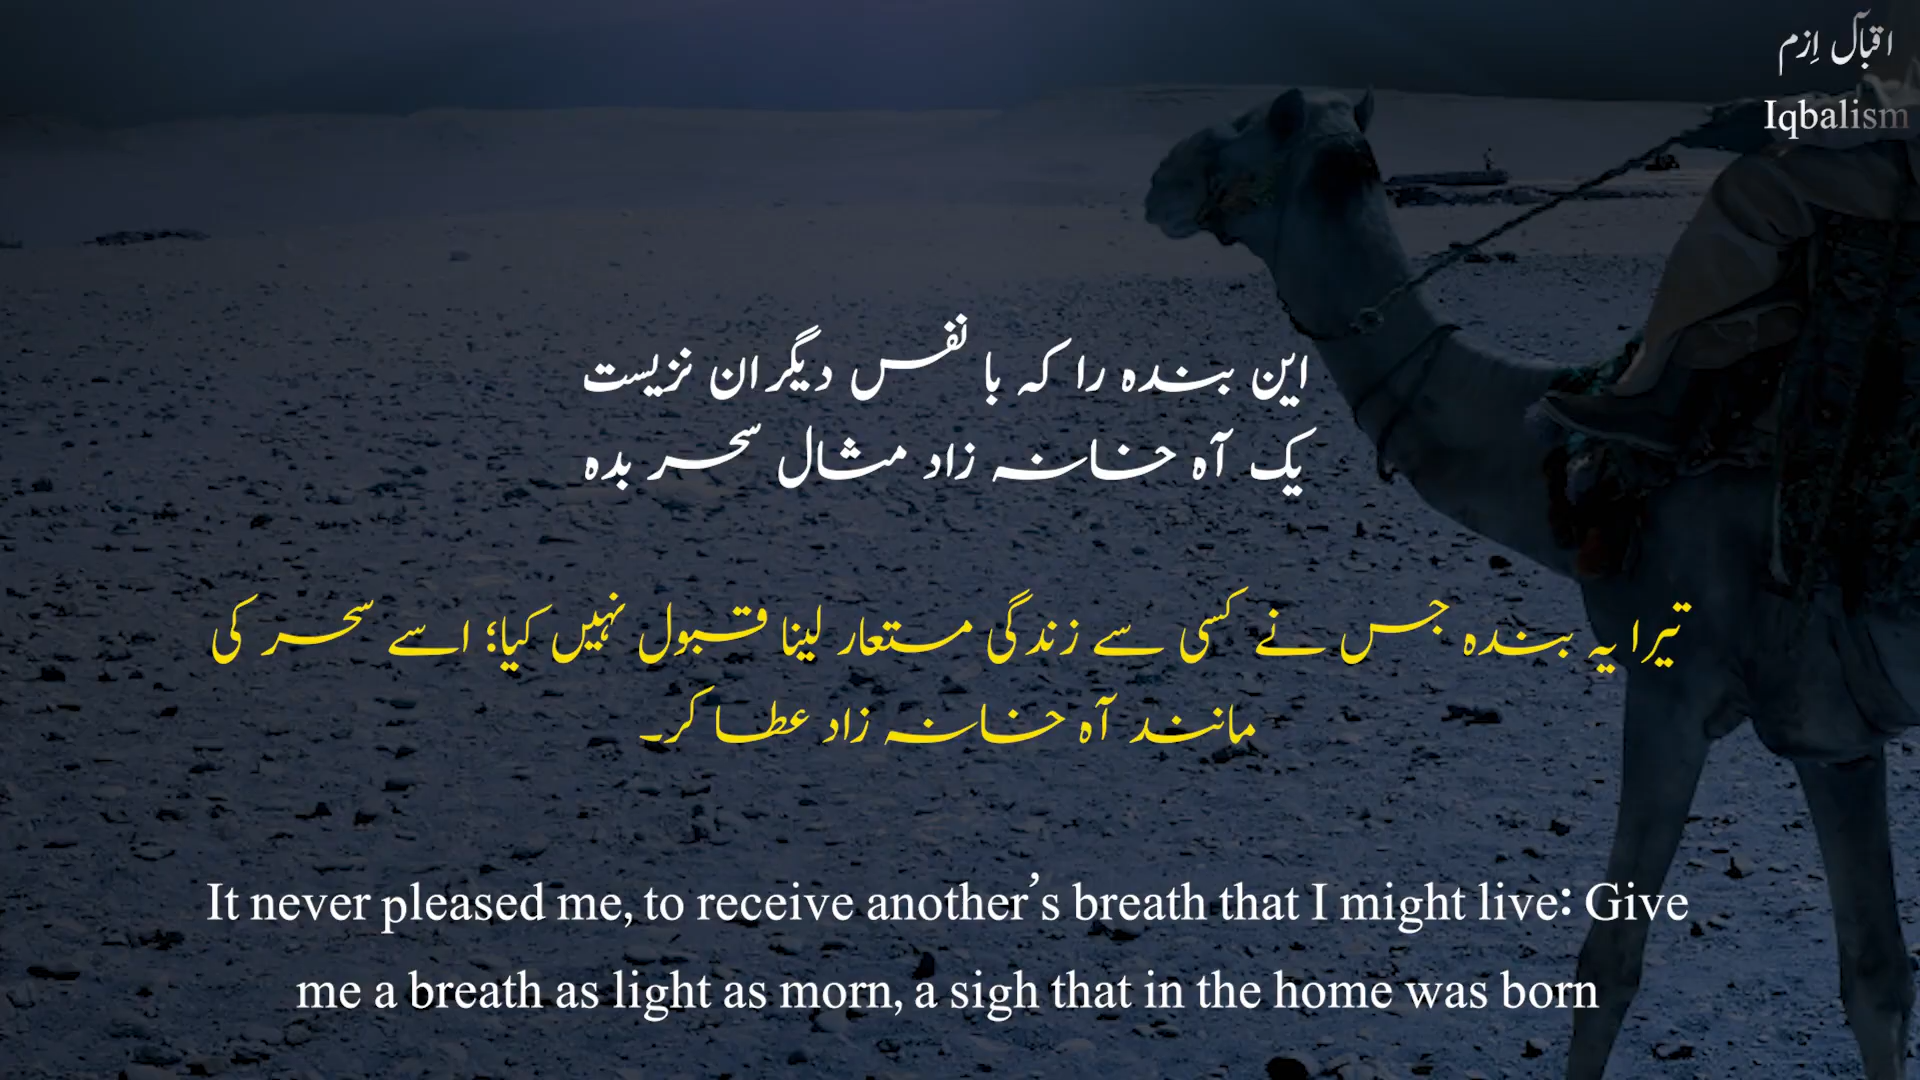 اقبال اِزم
Iqbalism
این بندہ را کہ با نفس دیگران نزیست
یک آہ خانہ زاد مثال سحر بدہ
تیرا یہ بندہ جس نے کسی سے زندگی مستعار لینا قبول نہیں کیا؛ اسے سحر کی
مانند آہ خانہ زاد عطا کر۔
It never pleased me, to receive another’s breath that I might live: Give
me a breath as light as morn, a sigh that in the home was born